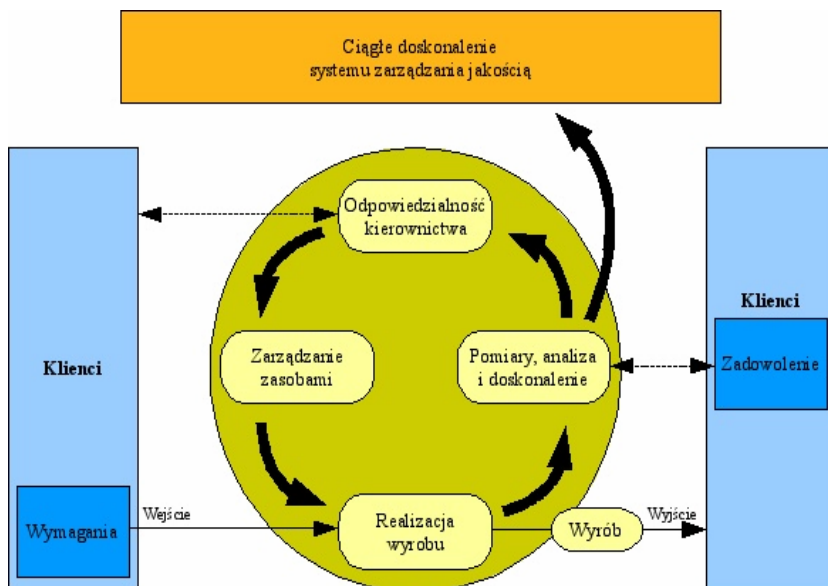 Ciągłe doskonalenie
systemu zarządzania jakością
Odpowiedzialność
kierownictwa
Klienci
Zarządzanie
zasobami
Pomiary, analiza
i doskonalenie
Klienci
Zadowolenie
Wymagania
Wejście
Realizacja
wyrobu
Wyrób
Wyjście